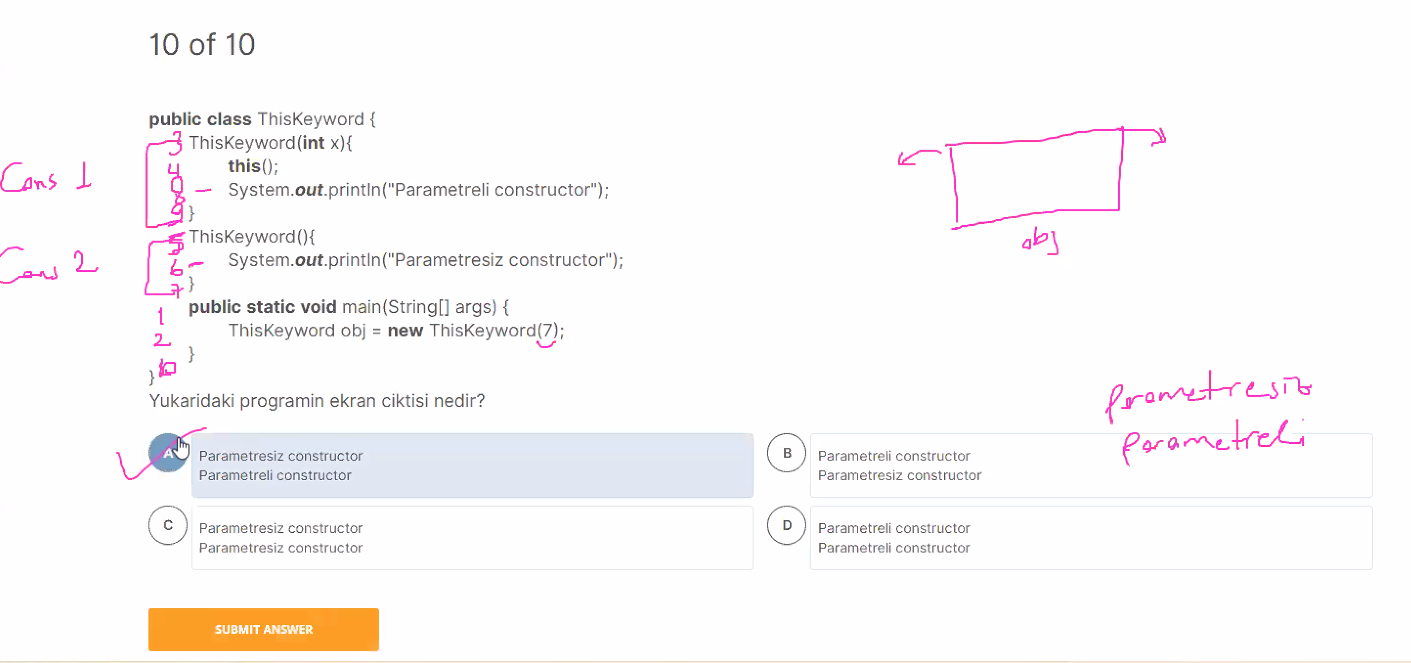 10 of 10
public class ThisKeyword {
3 ThisKeyword(int x){
Cons 1
4 this();
System.out.println("Parametreli constructor");
9 }
5 ThisKeyword(){
Cons 2
6 System.out.println("Parametresiz constructor");
7 }
obj
1 public static void main(String[] args) {
2 ThisKeyword obj = new ThisKeyword(7);
}
} 10
Yukaridaki programin ekran ciktisi nedir?
prametresiz
parametreli
A
Parametresiz constructor
Parametreli constructor
B
Parametreli constructor
Parametresiz constructor
C
Parametresiz constructor
Parametresiz constructor
D
Parametreli constructor
Parametreli constructor
SUBMIT ANSWER